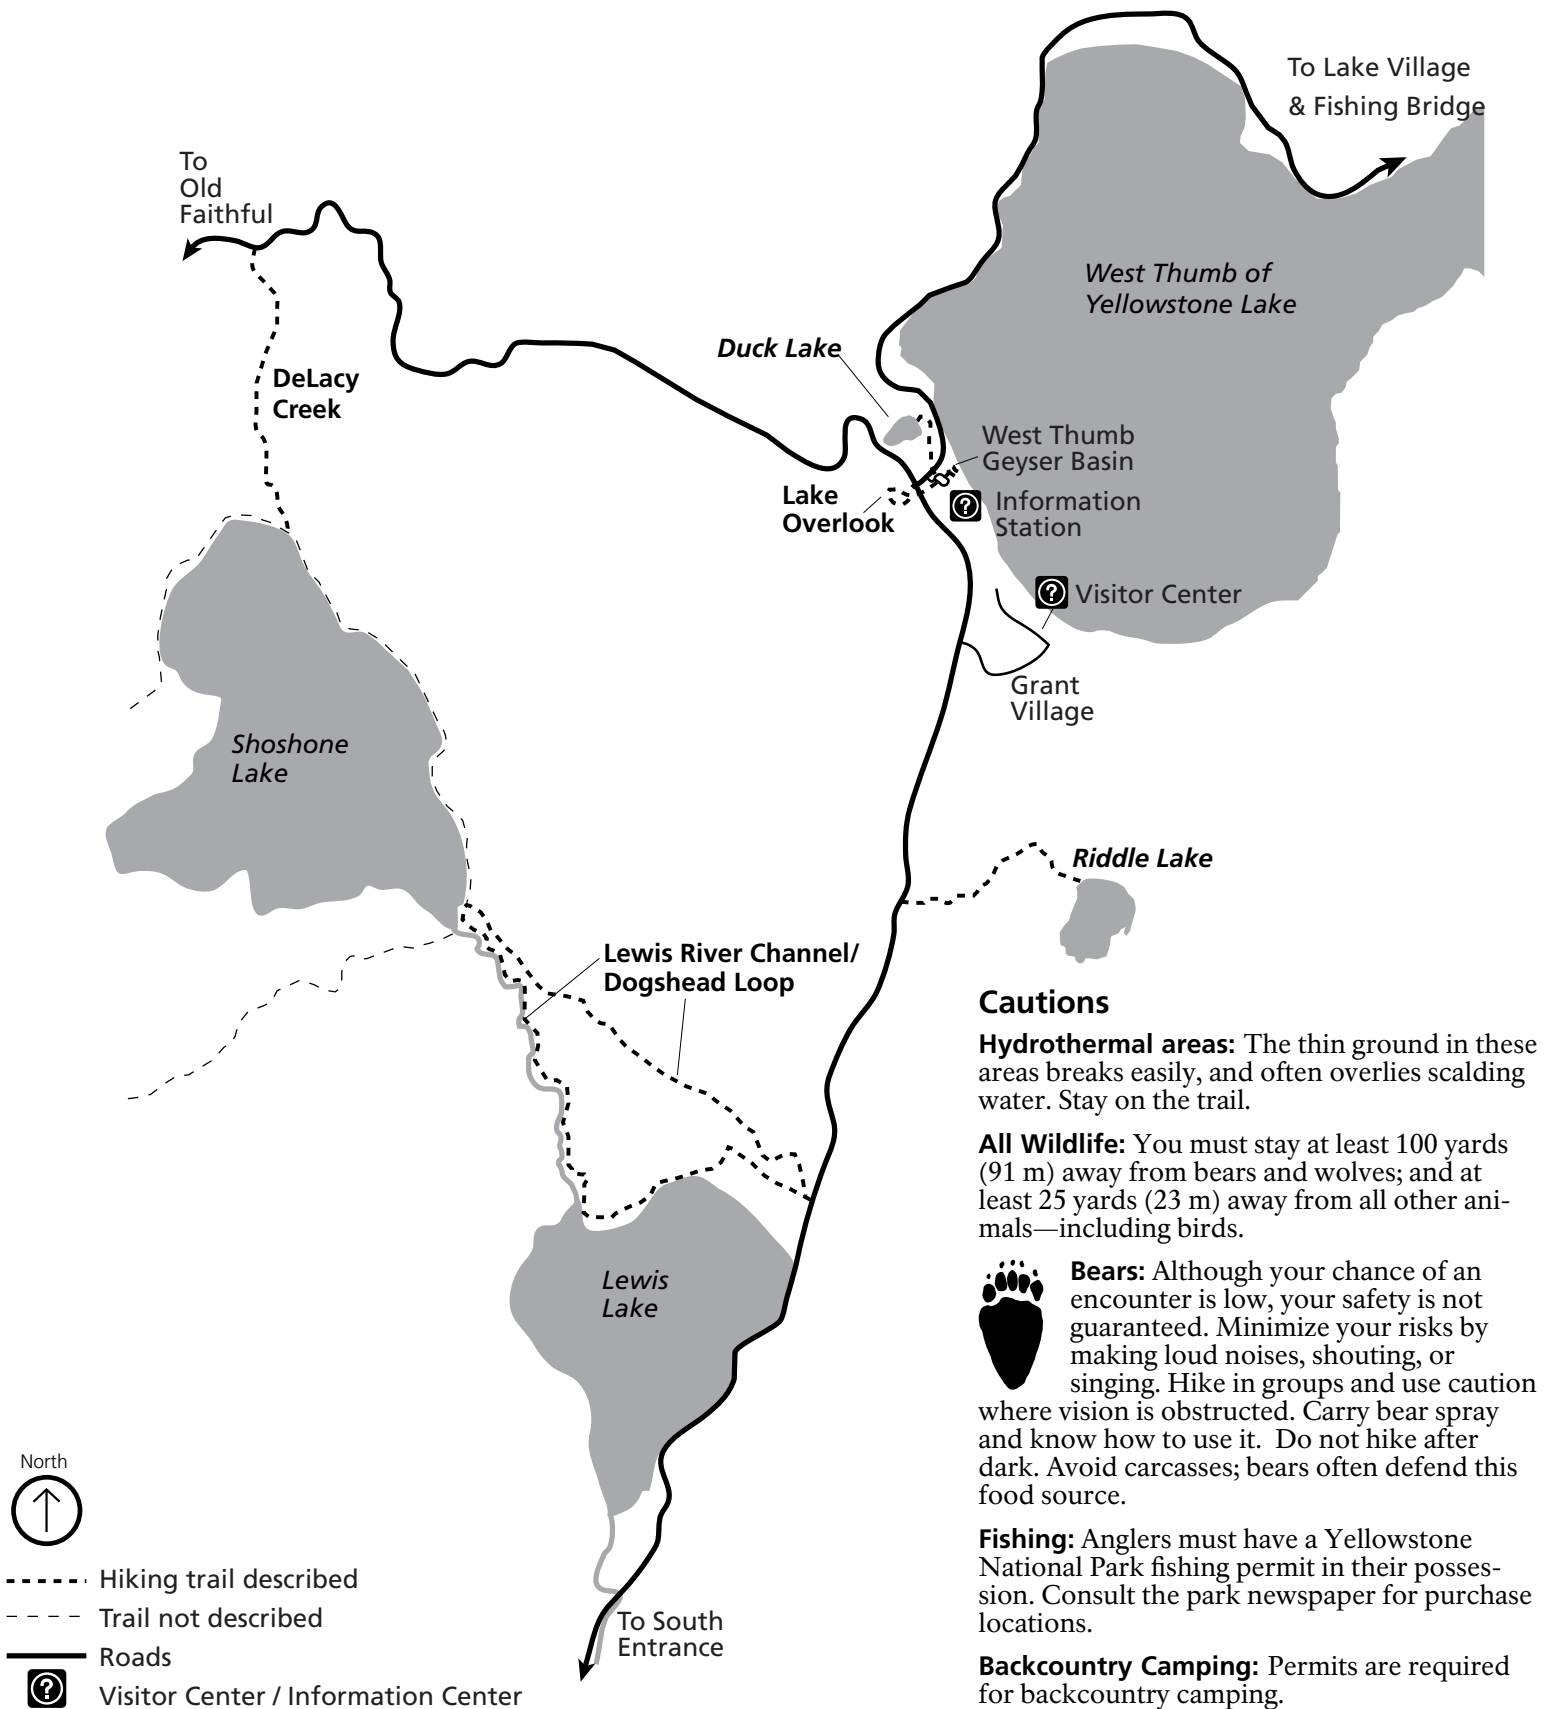 To Lake Village
& Fishing Bridge
To
Old
Faithful
West Thumb of
Yellowstone Lake
Duck Lake
DeLacy
Creek
West Thumb
Geyser Basin
Lake
Overlook
Information
Station
Visitor Center
Grant
Village
Shoshone
Lake
Riddle Lake
Lewis River Channel/
Dogshead Loop
Lewis
Lake
Cautions
Hydrothermal areas: The thin ground in these
areas breaks easily, and often overlies scalding
water. Stay on the trail.
All Wildlife: You must stay at least 100 yards
(91 m) away from bears and wolves; and at
least 25 yards (23 m) away from all other ani-
mals—including birds.
Bears: Although your chance of an
encounter is low, your safety is not
guaranteed. Minimize your risks by
making loud noises, shouting, or
singing. Hike in groups and use caution
where vision is obstructed. Carry bear spray
and know how to use it.  Do not hike after
dark. Avoid carcasses; bears often defend this
food source.
Fishing: Anglers must have a Yellowstone
National Park fishing permit in their posses-
sion. Consult the park newspaper for purchase
locations.
Backcountry Camping: Permits are required
for backcountry camping.
North
Hiking trail described
Trail not described
Roads
Visitor Center / Information Center
To South
Entrance